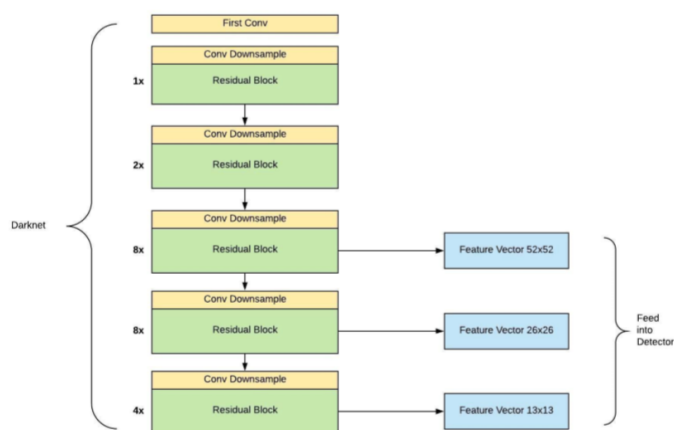 First Conv
Conv Downsample
1x
Residual Block
Conv Downsample
2x
Residual Block
Conv Downsample
Darknet
8x
Residual Block
Feature Vector 52x52
Conv Downsample
8x
Residual Block
Feature Vector 26x26
Feed
into
Detector
Conv Downsample
4x
Residual Block
Feature Vector 13x13